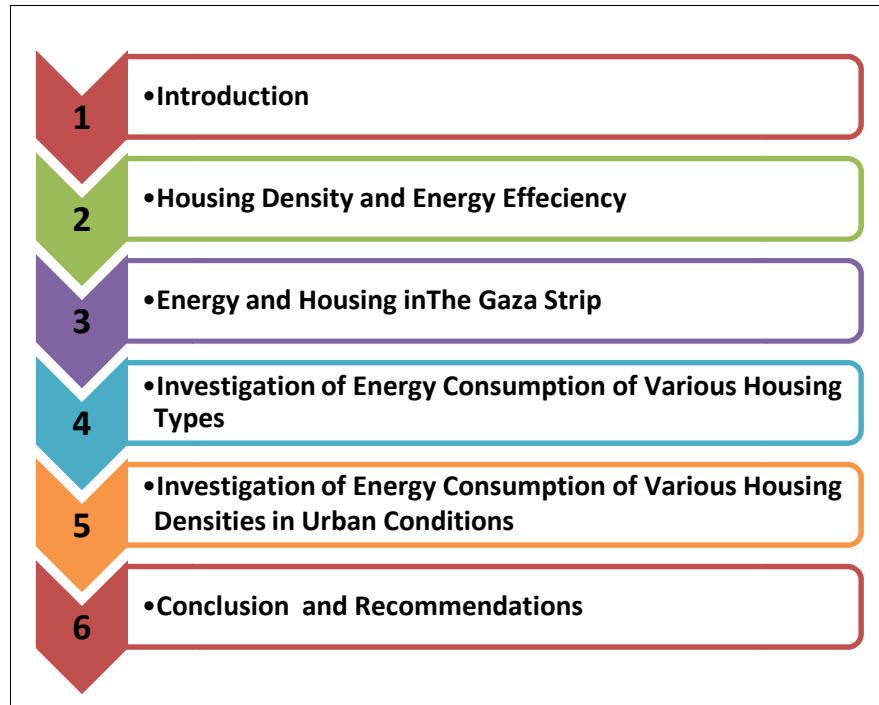 1
•Introduction
2
•Housing Density and Energy Effeciency
3
•Energy and Housing inThe Gaza Strip
4
•Investigation of Energy Consumption of Various Housing
Types
5
•Investigation of Energy Consumption of Various Housing
Densities in Urban Conditions
6
•Conclusion and Recommendations